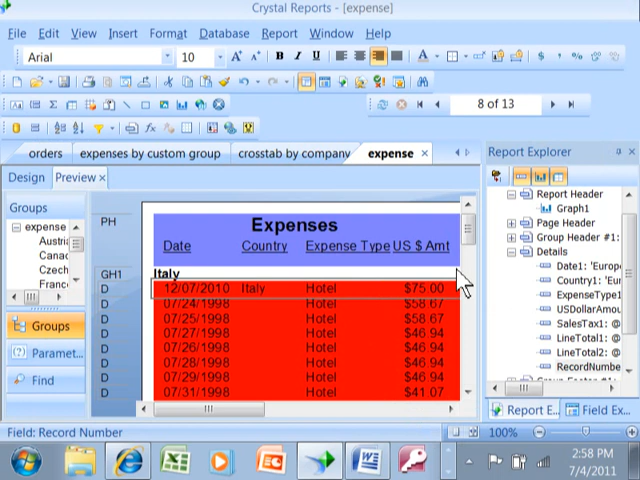 Crystal Reports - [expense]
File Edit View Insert Format Database Report Window Help
Arial 10 A A B I U
8 of 13
orders expenses by custom group crosstab by company expense ×
Report Explorer
Design Preview ×
Groups
expense
Austria
Canac
Czech
France
Groups
Paramet...
Find
PH
GH1
D
D
D
D
D
D
D
D
Expenses
Date Country Expense Type US $ Amt
Italy
12/07/2010 Italy Hotel $75.00
07/24/1998 Hotel $58.67
07/25/1998 Hotel $58.67
07/27/1998 Hotel $46.94
07/26/1998 Hotel $46.94
07/28/1998 Hotel $46.94
07/29/1998 Hotel $46.94
07/31/1998 Hotel $41.07
Report Header
Graph1
Page Header
Group Header #1:
Details
Date1: 'Europ
Country1: 'Eur
ExpenseType1
USDollarAmou
SalesTax1: @
LineTotal1: @
LineTotal2: @
RecordNumbe
Report E... Field Ex...
Field: Record Number
100%
2:58 PM
7/4/2011